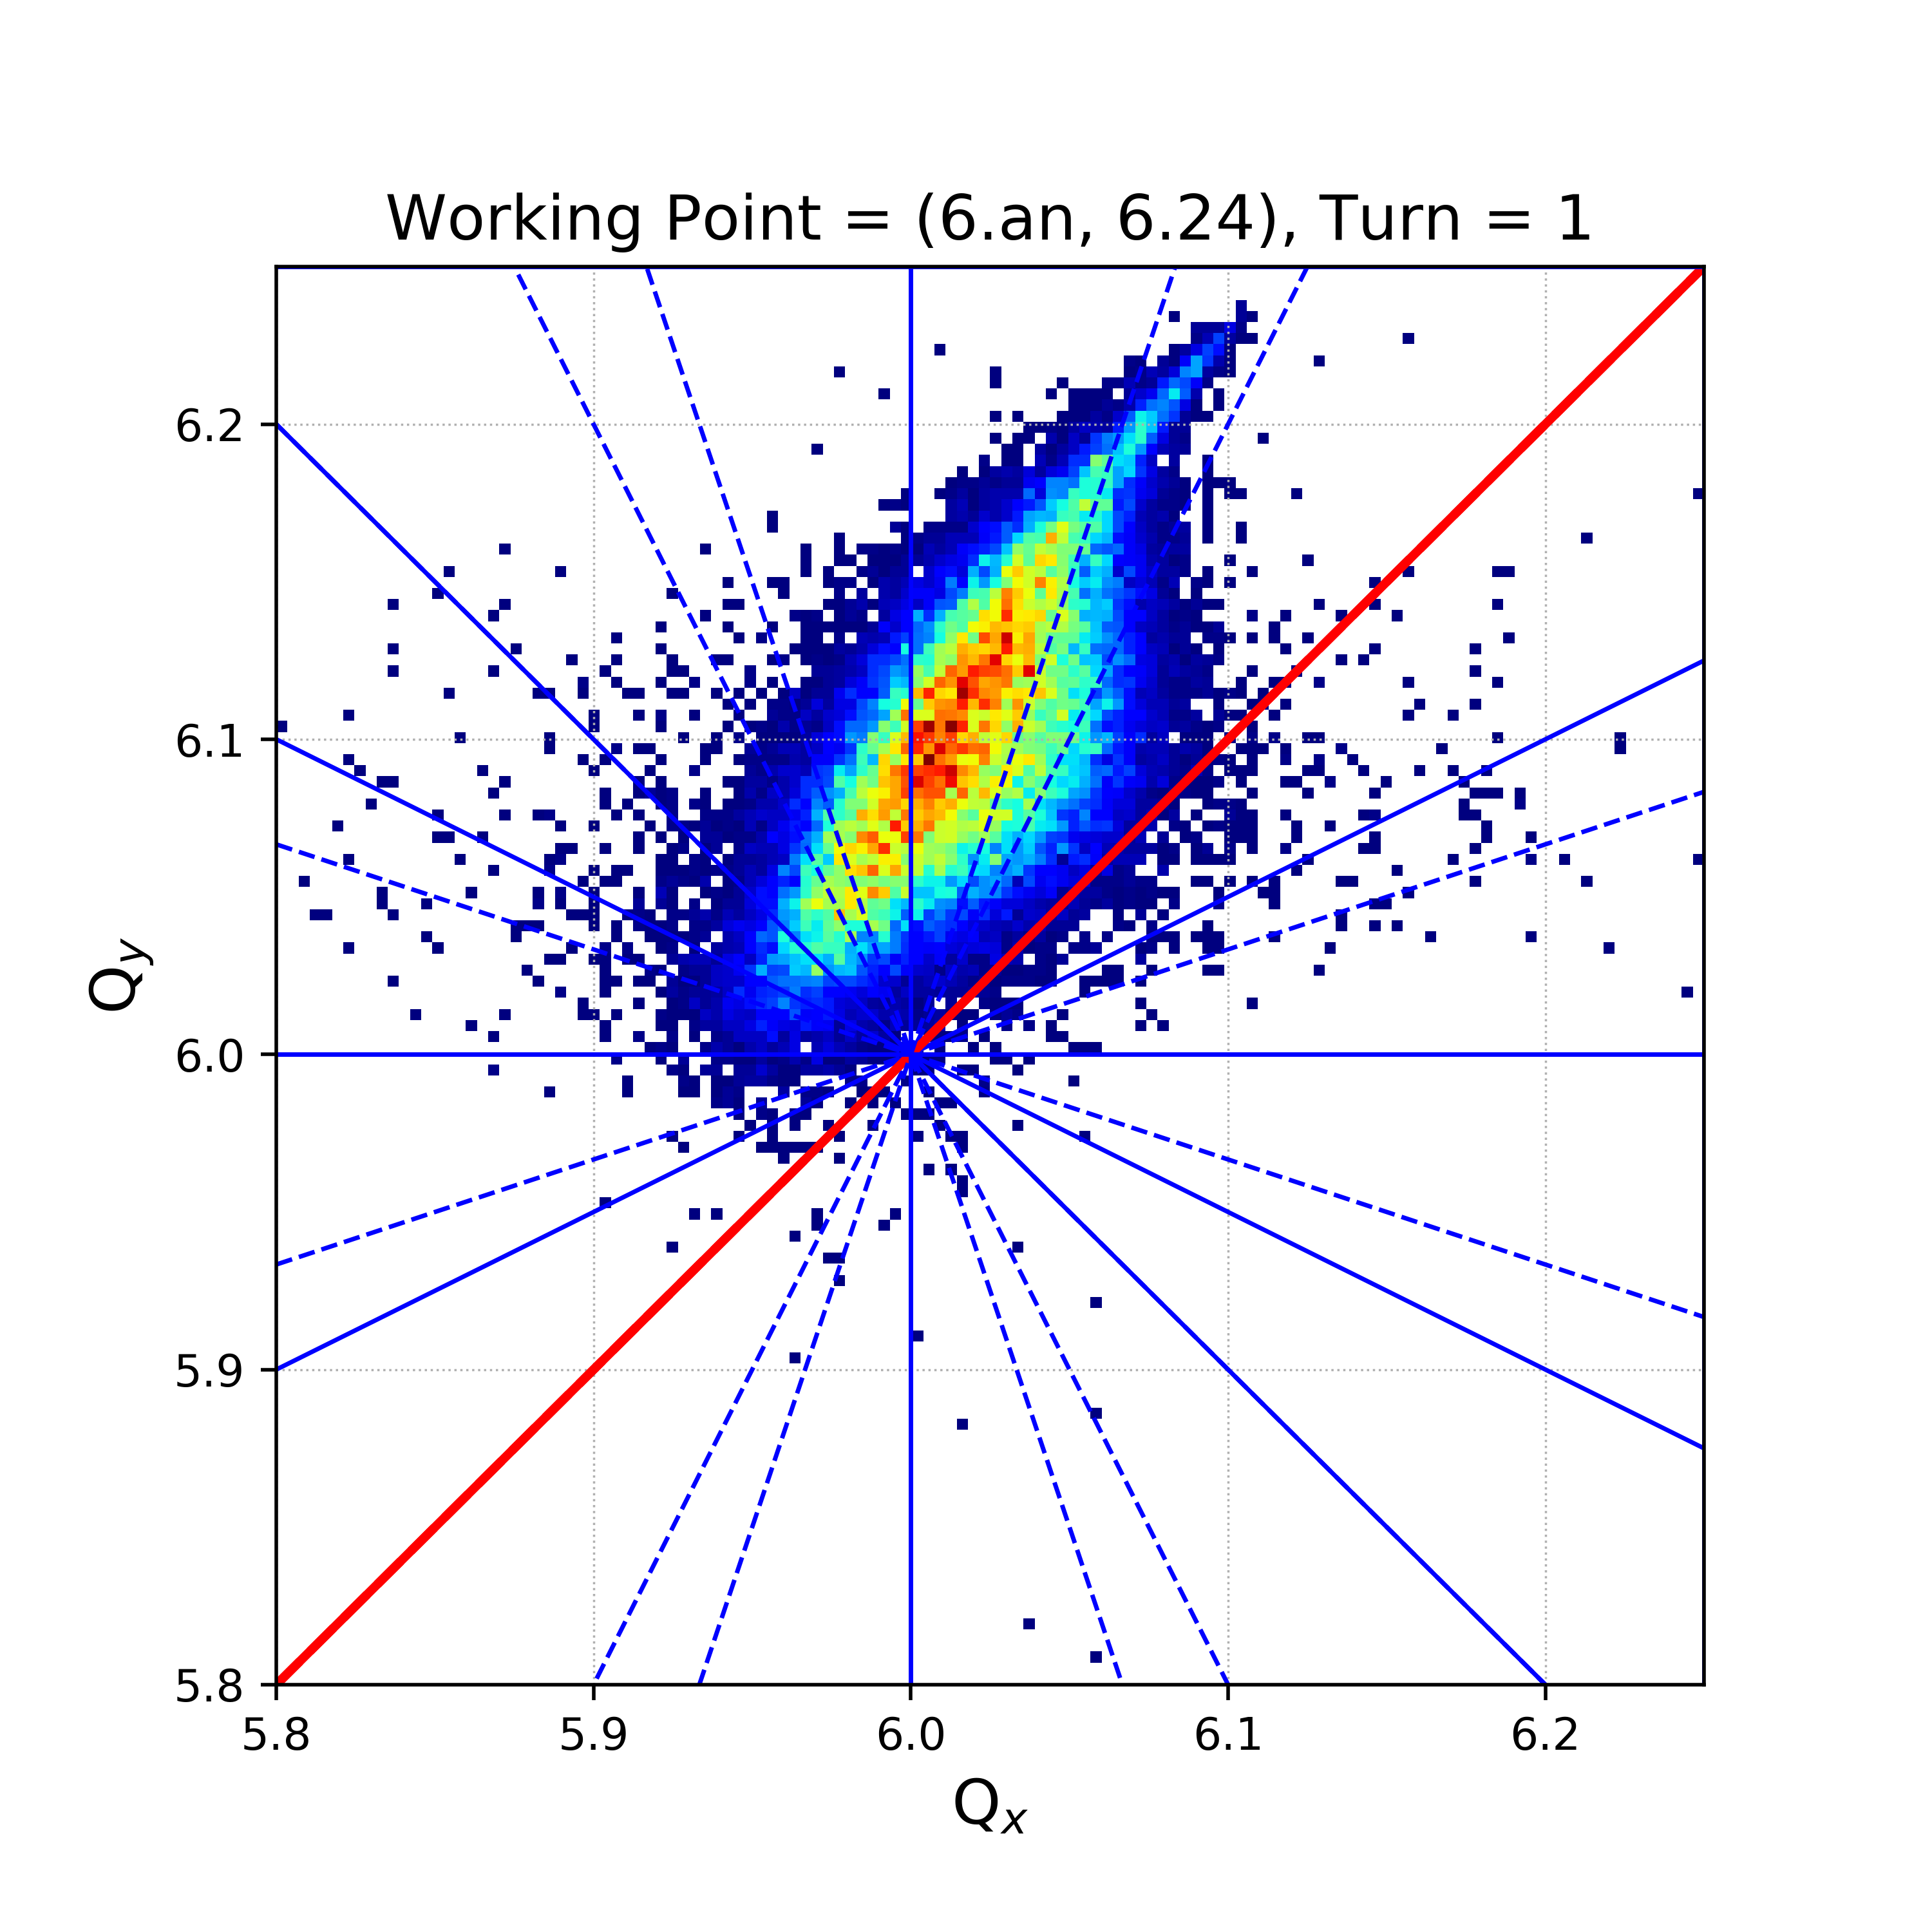 Working Point = (6.an, 6.24), Turn = 1
6.2
6.1
6.0
5.9
5.8
Qy
5.8 5.9 6.0 6.1 6.2
Qx